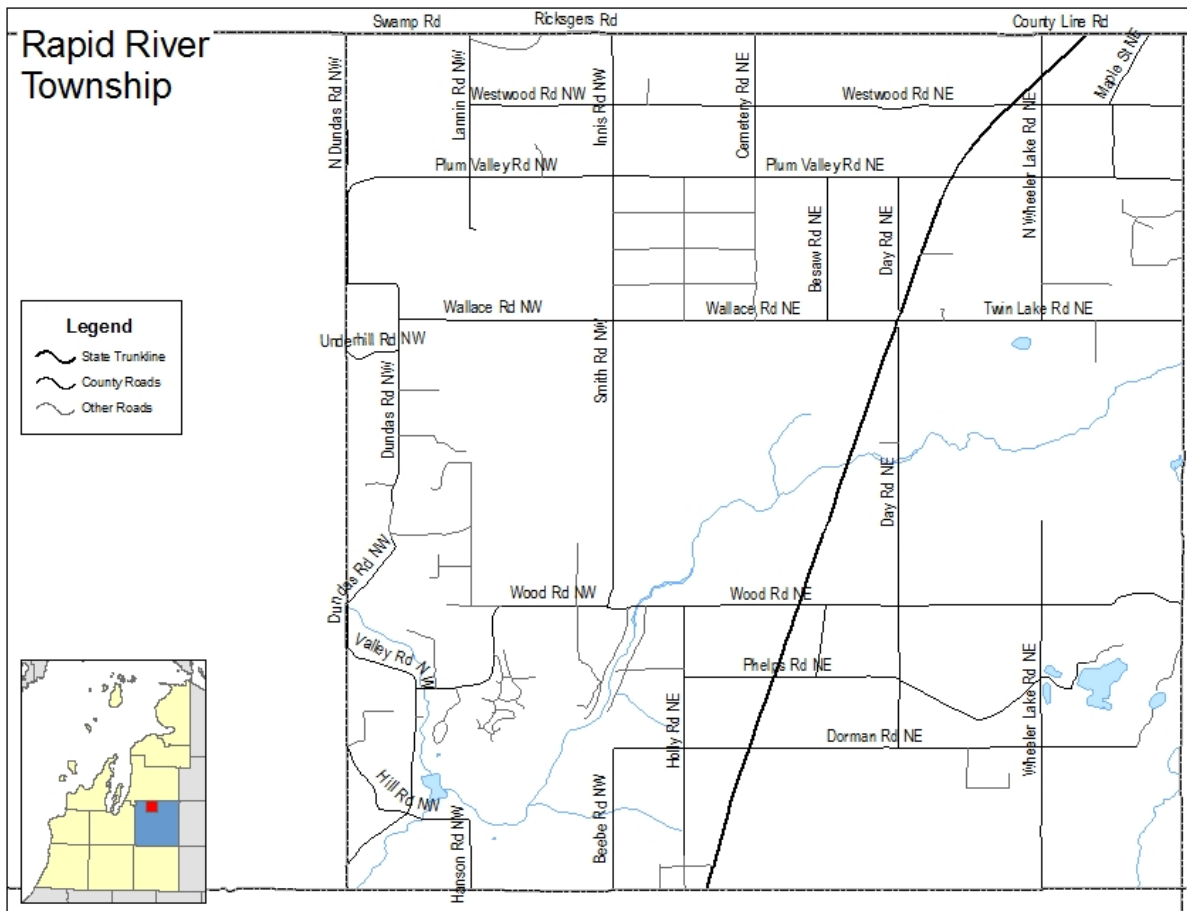 Swamp Rd
Ricksgers Rd
County Line Rd
Rapid River
Township
N Dundas Rd NW
Lannin Rd NW
Innis Rd NW
Cemetery Rd NE
Maple St NE
Westwood Rd NW
Westwood Rd NE
N Wheeler Lake Rd NE
Plum Valley Rd NW
Plum Valley Rd NE
Besaw Rd NE
Day Rd NE
Wallace Rd NW
Wallace Rd NE
Twin Lake Rd NE
Legend
State Trunkline
County Roads
Other Roads
Underhill Rd NW
Dundas Rd NW
Smith Rd NW
Day Rd NE
Dundas Rd NW
Wood Rd NW
Wood Rd NE
Valley Rd NW
Phelps Rd NE
Wheeler Lake Rd NE
Holly Rd NE
Dorman Rd NE
Hill Rd NW
Hanson Rd NW
Beebe Rd NW